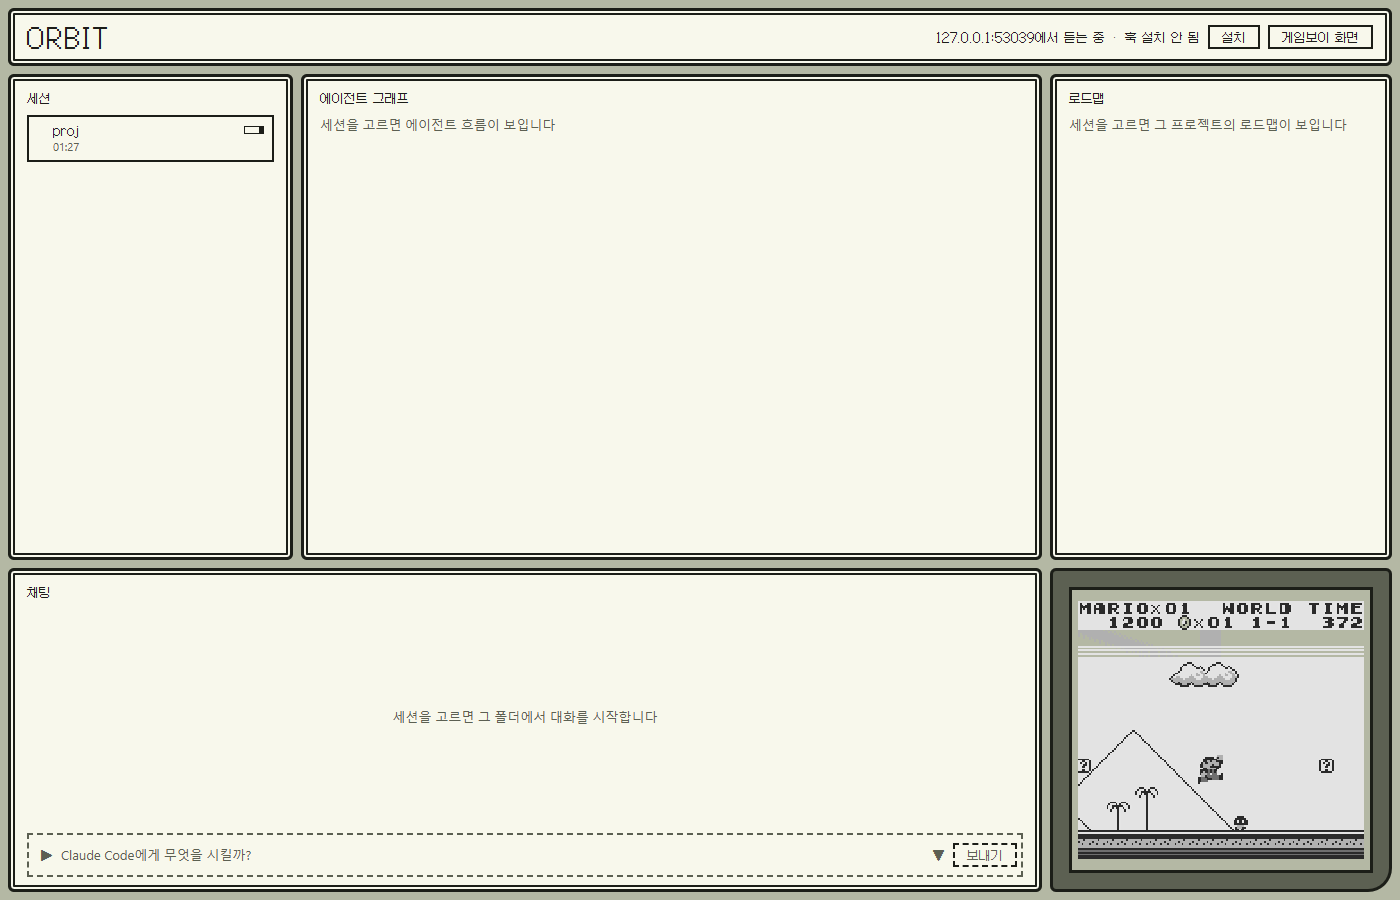 ORBIT
127.0.0.1:53039에서 듣는 중 · 훅 설치 안 됨
설치
게임보이 화면
세션
proj
01:27
에이전트 그래프
세션을 고르면 에이전트 흐름이 보입니다
로드맵
세션을 고르면 그 프로젝트의 로드맵이 보입니다
채팅
세션을 고르면 그 폴더에서 대화를 시작합니다
▶ Claude Code에게 무엇을 시킬까?
▼ 보내기
MARIO×01 WORLD TIME
1200 ×01 1-1 372
?
?